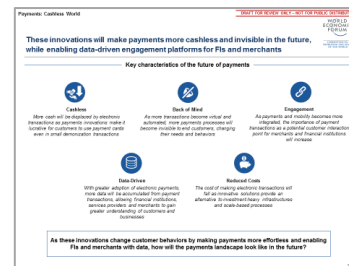 Payments: Cashless World
DRAFT FOR REVIEW ONLY – NOT FOR PUBLIC DISTRIBUTION
WORLD
ECONOMIC
FORUM
These innovations will make payments more cashless and invisible in the future,
while enabling data-driven engagement platforms for FIs and merchants
Key characteristics of the future of payments
Cashless
More cash will be displaced by electronic
transactions as payments innovations make it
lucrative for customers to use payment cards
even in small denomination transactions
Back of Mind
As more transactions become virtual and
automated, more payments processes will
become invisible to end customers, changing
their needs and behaviors
Engagement
As payments and mobility becomes more
integrated, the importance of payment
transactions as a potential customer interaction
point for merchants and financial institutions
will increase
Data-Driven
With greater adoption of electronic payments,
more data will be accumulated from payment
transactions, allowing financial institutions,
services providers and merchants to gain
greater understanding of customers and
businesses
Reduced Costs
The cost of making electronic transactions will
fall as innovative solutions provide an
alternative to investment-heavy infrastructures
and scale-based processes
As these innovations change customer behaviors by making payments more effortless and enabling
FIs and merchants with data, how will the payments landscape look like in the future?